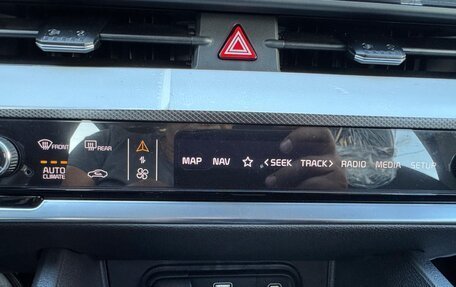 FRONT REAR
MAP NAV SEEK TRACK RADIO MEDIA SETUP
AUTO
CLIMATE